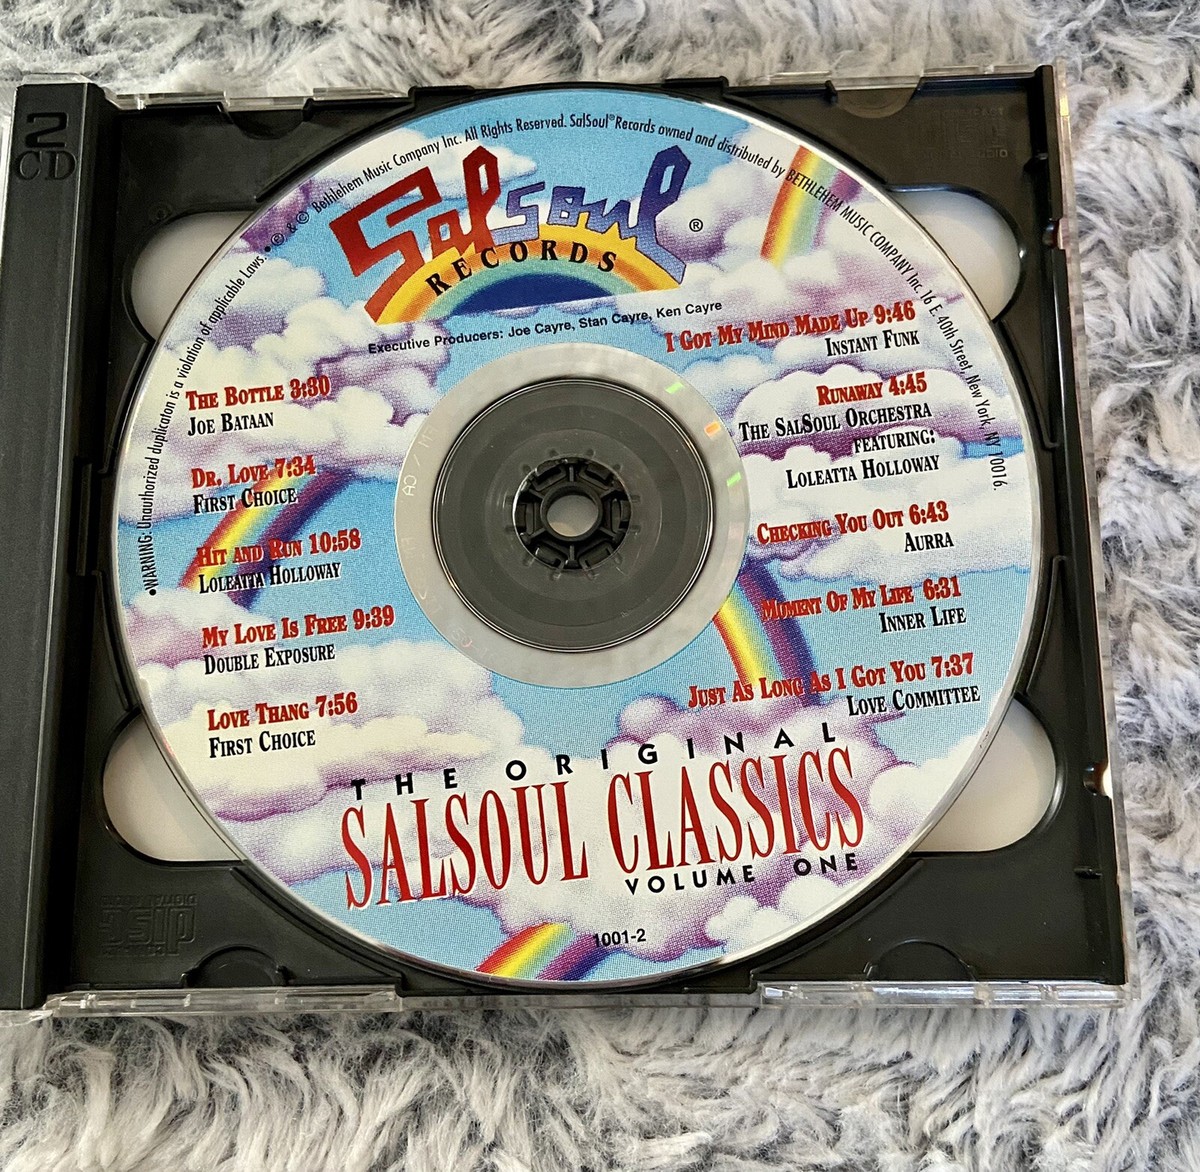 2
CD
•WARNING: Unauthorized duplication is a violation of applicable Laws.•℗ & © Bethlehem Music Company Inc. All Rights Reserved. SalSoul® Records owned and distributed by BETHLEHEM MUSIC COMPANY Inc. 16 E. 40th Street, New York, NY 10016.
Salsoul ®
RECORDS
Executive Producers: Joe Cayre, Stan Cayre, Ken Cayre
THE BOTTLE 3:30
JOE BATAAN
DR. LOVE 7:34
FIRST CHOICE
HIT AND RUN 10:58
LOLEATTA HOLLOWAY
MY LOVE IS FREE 9:39
DOUBLE EXPOSURE
LOVE THANG 7:56
FIRST CHOICE
I GOT MY MIND MADE UP 9:46
INSTANT FUNK
RUNAWAY 4:45
THE SALSOUL ORCHESTRA
FEATURING:
LOLEATTA HOLLOWAY
CHECKING YOU OUT 6:43
AURRA
MOMENT OF MY LIFE 6:31
INNER LIFE
JUST AS LONG AS I GOT YOU 7:37
LOVE COMMITTEE
THE ORIGINAL
SALSOUL CLASSICS
VOLUME ONE
1001-2
disc